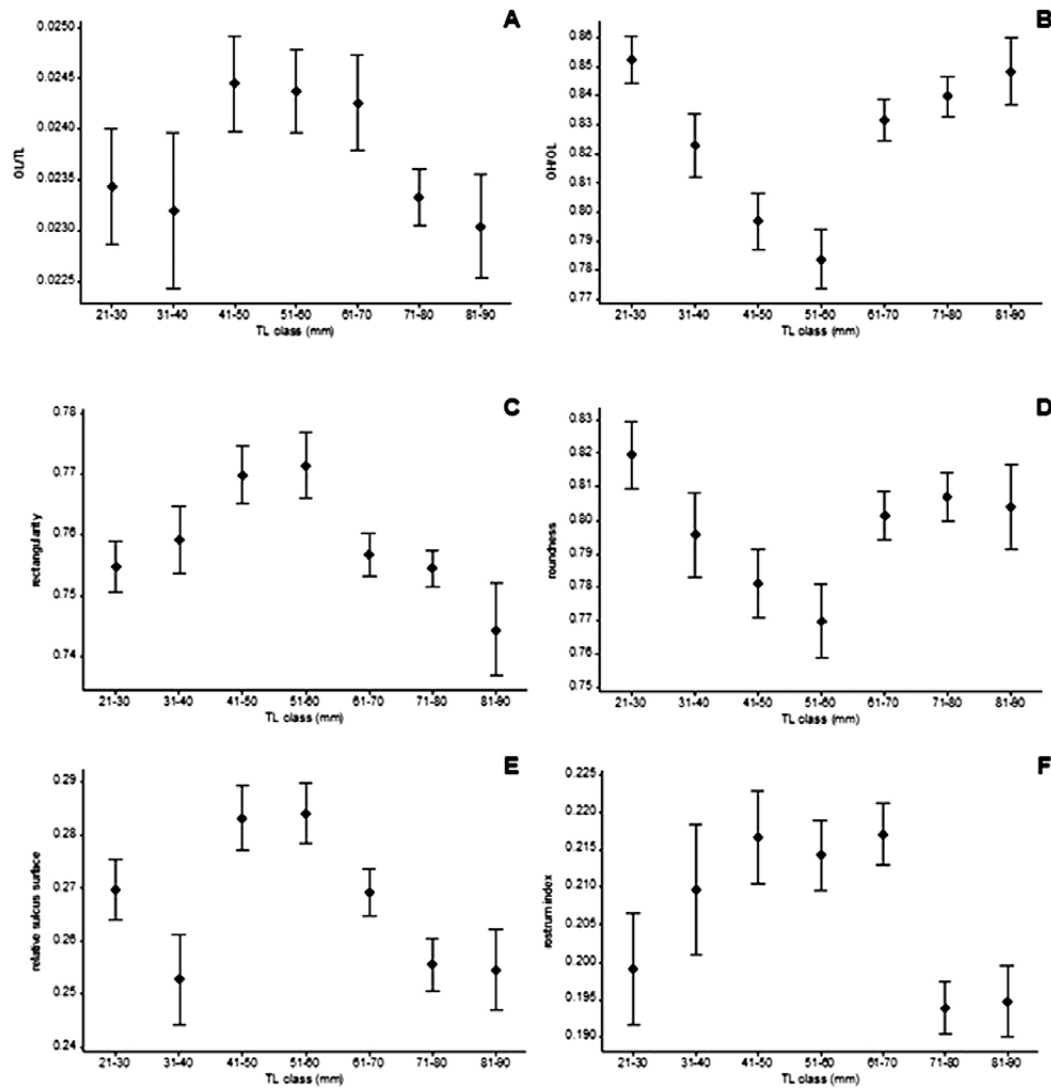 A
0.0250
0.0245
0.0240
0.0235
0.0230
0.0225
OL/TL
21-30 31-40 41-50 51-60 61-70 71-80 81-90
TL class (mm)
B
0.86
0.85
0.84
0.83
0.82
0.81
0.80
0.79
0.78
0.77
OH/OL
21-30 31-40 41-50 51-60 61-70 71-80 81-90
TL class (mm)
C
0.78
0.77
0.76
0.75
0.74
rectangularity
21-30 31-40 41-50 51-60 61-70 71-80 81-90
TL class (mm)
D
0.83
0.82
0.81
0.80
0.79
0.78
0.77
0.76
0.75
roundness
21-30 31-40 41-50 51-60 61-70 71-80 81-90
TL class (mm)
E
0.29
0.28
0.27
0.26
0.25
0.24
relative sulcus surface
21-30 31-40 41-50 51-60 61-70 71-80 81-90
TL class (mm)
F
0.225
0.220
0.215
0.210
0.205
0.200
0.195
0.190
rostrum index
21-30 31-40 41-50 51-60 61-70 71-80 81-90
TL class (mm)